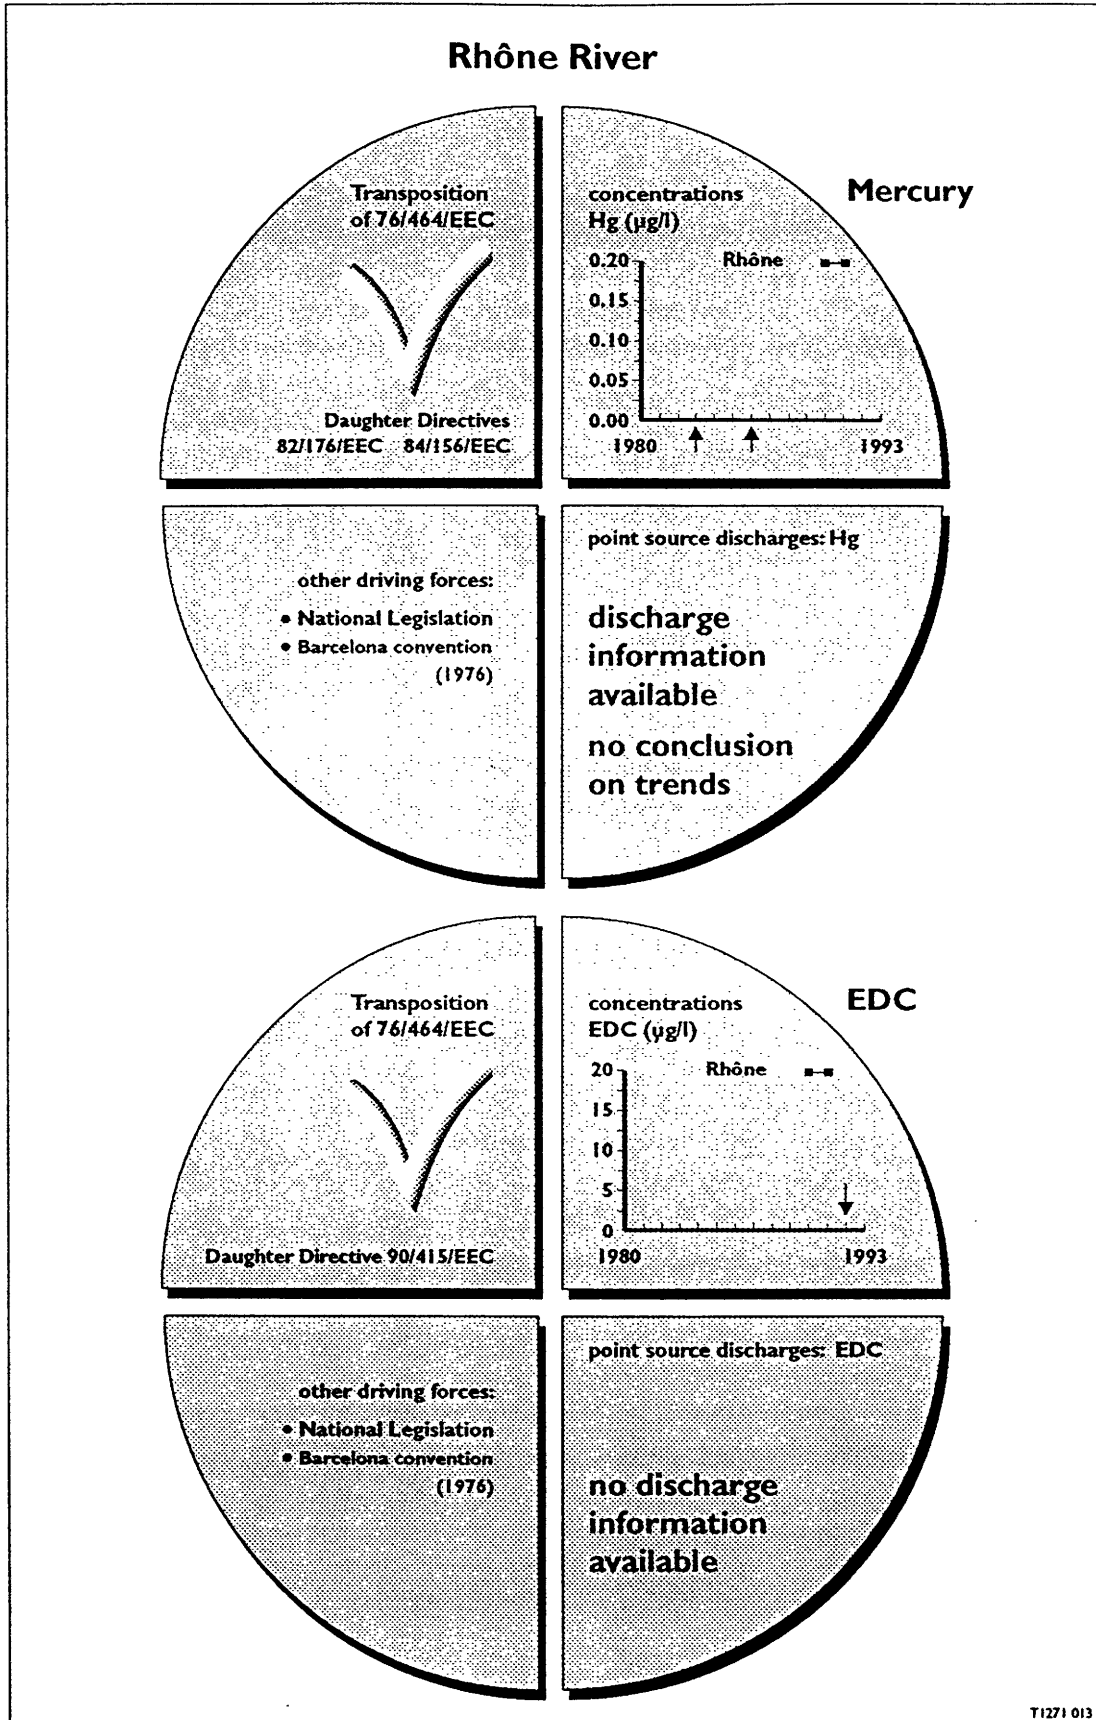 Rhône River
Transposition
of 76/464/EEC
Daughter Directives
82/176/EEC 84/156/EEC
Mercury
concentrations
Hg (µg/l)
Rhône
0.20
0.15
0.10
0.05
0.00
1980
1993
other driving forces:
• National Legislation
• Barcelona convention
(1976)
point source discharges: Hg
discharge
information
available
no conclusion
on trends
Transposition
of 76/464/EEC
Daughter Directive 90/415/EEC
EDC
concentrations
EDC (µg/l)
Rhône
20
15
10
5
0
1980
1993
other driving forces:
• National Legislation
• Barcelona convention
(1976)
point source discharges: EDC
no discharge
information
available
T1271 013